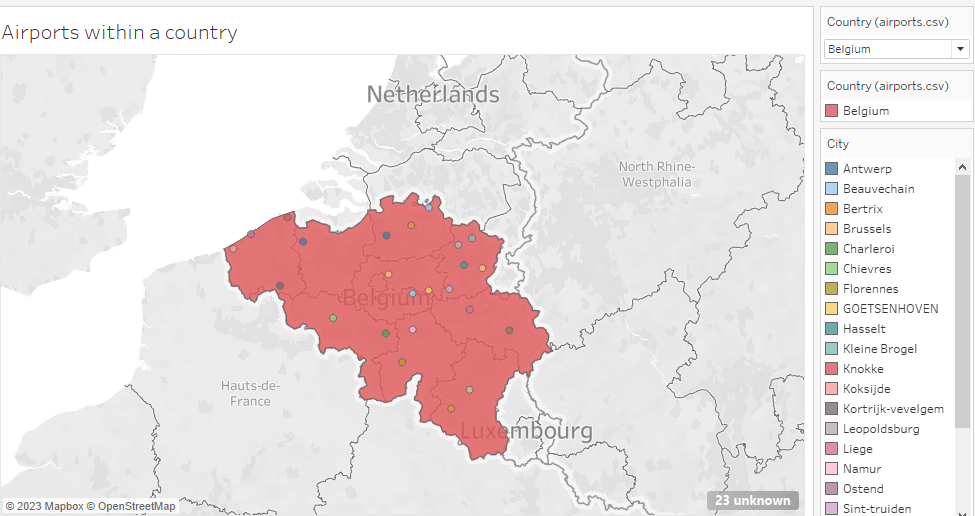 Airports within a country
Netherlands
North Rhine-
Westphalia
Belgium
Hauts-de-
France
Luxembourg
© 2023 Mapbox © OpenStreetMap
23 unknown
Country (airports.csv)
Belgium
Country (airports.csv)
Belgium
City
Antwerp
Beauvechain
Bertrix
Brussels
Charleroi
Chievres
Florennes
GOETSENHOVEN
Hasselt
Kleine Brogel
Knokke
Koksijde
Kortrijk-vevelgem
Leopoldsburg
Liege
Namur
Ostend
Sint-truiden